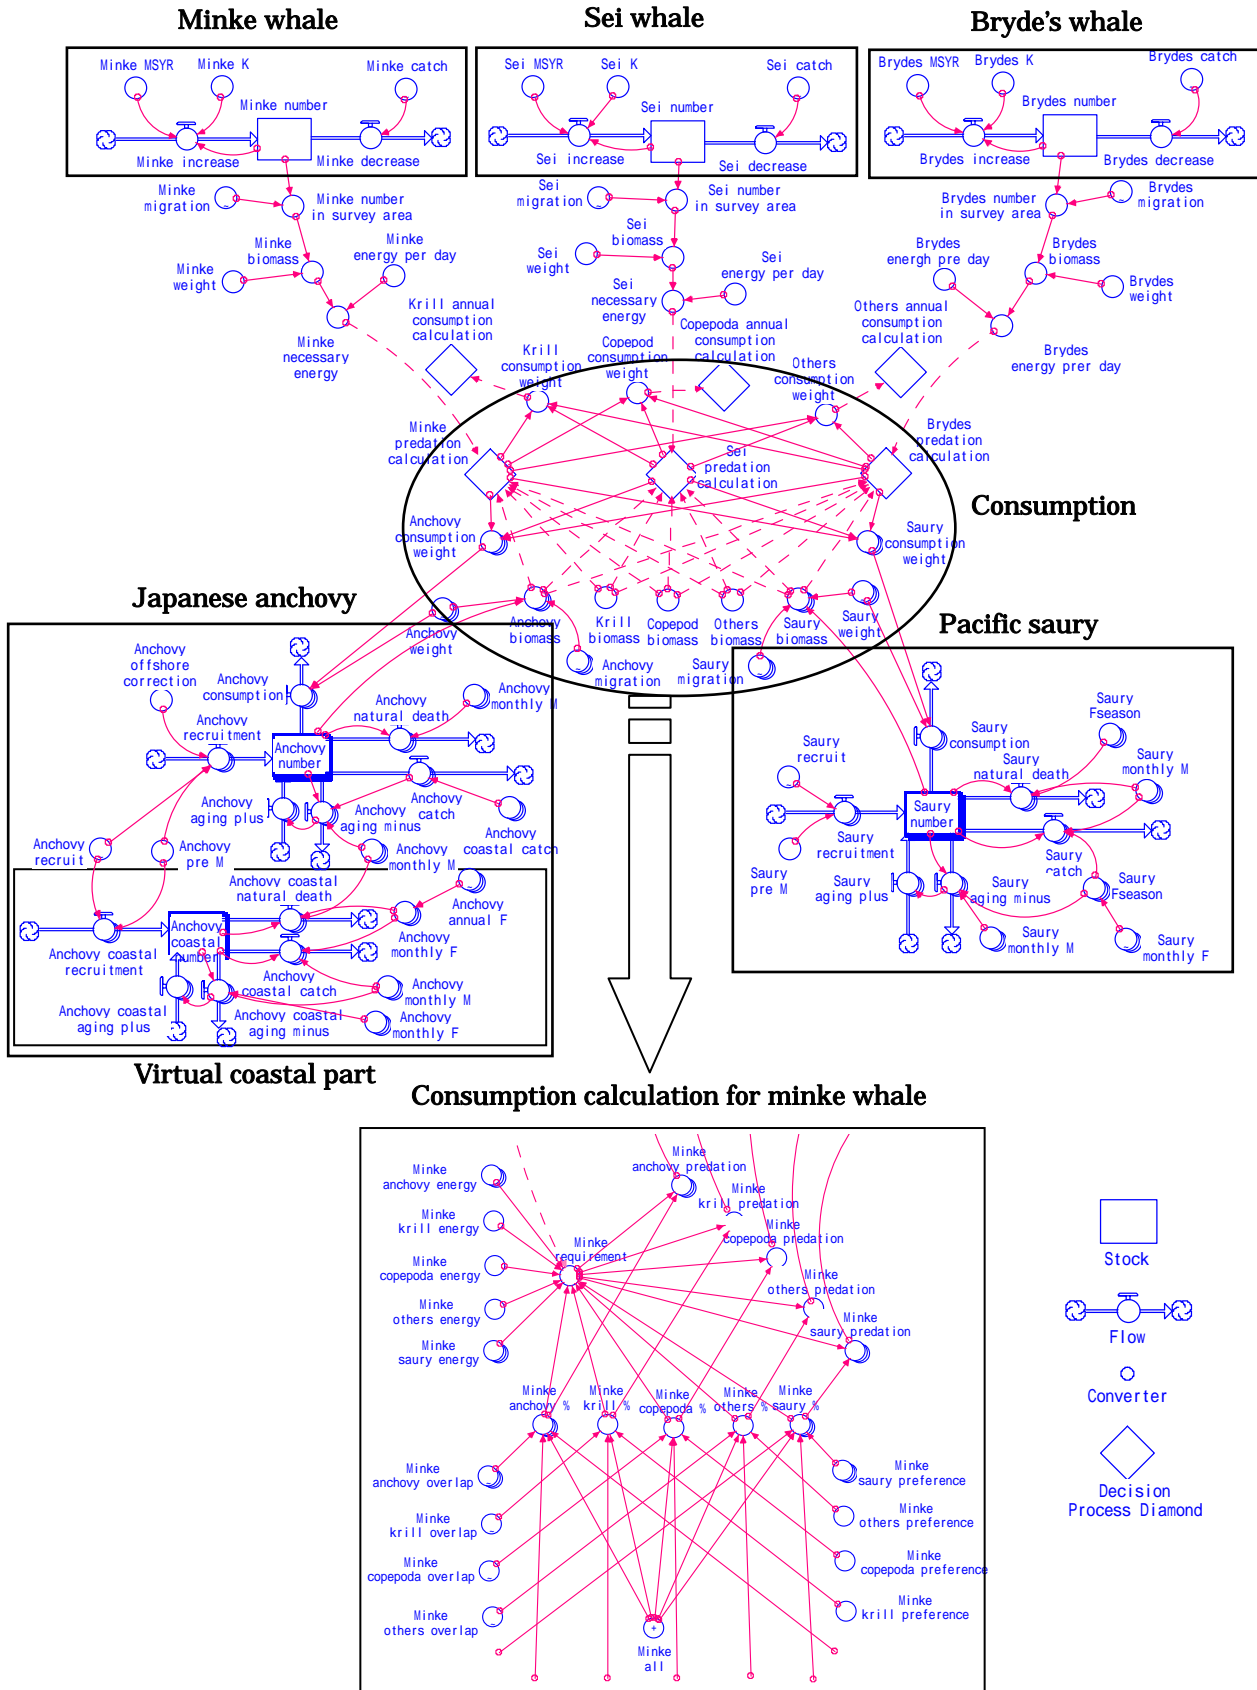 Minke whale
Sei whale
Bryde's whale
Minke MSYR
Minke K
Minke catch
Minke number
Minke increase
Minke decrease
Sei MSYR
Sei K
Sei catch
Sei number
Sei increase
Sei decrease
Brydes MSYR
Brydes K
Brydes catch
Brydes number
Brydes increase
Brydes decrease
Minke
migration
Minke number
in survey area
Minke
biomass
Minke
energy per day
Minke
weight
Minke
necessary
energy
Sei
migration
Sei number
in survey area
Sei
biomass
Sei
weight
Sei
energy per day
Sei
necessary
energy
Brydes number
in survey area
Brydes
migration
Brydes
energh pre day
Brydes
biomass
Brydes
weight
Brydes
energy prer day
Krill annual
consumption
calculation
Krill
consumption
weight
Copepod
consumption
weight
Copepoda annual
consumption
calculation
Others
consumption
weight
Others annual
consumption
calculation
Minke
predation
calculation
Sei
predation
calculation
Brydes
predation
calculation
Consumption
Anchovy
consumption
weight
Saury
consumption
weight
Anchovy
weight
Anchovy
biomass
Krill
biomass
Copepod
biomass
Others
biomass
Saury
biomass
Saury
weight
Anchovy
migration
Saury
migration
Japanese anchovy
Anchovy
offshore
correction
Anchovy
consumption
Anchovy
recruitment
Anchovy
number
Anchovy
natural death
Anchovy
monthly M
Anchovy
aging plus
Anchovy
aging minus
Anchovy
catch
Anchovy
coastal catch
Anchovy
recruit
Anchovy
pre M
Anchovy
monthly M
Anchovy coastal
natural death
Anchovy
annual F
Anchovy
coastal
number
Anchovy coastal
recruitment
Anchovy
monthly F
Anchovy
coastal catch
Anchovy
monthly M
Anchovy coastal
aging plus
Anchovy coastal
aging minus
Anchovy
monthly F
Virtual coastal part
Pacific saury
Saury
recruit
Saury
consumption
Saury
Fseason
Saury
natural death
Saury
monthly M
Saury
number
Saury
recruitment
Saury
pre M
Saury
aging plus
Saury
aging minus
Saury
catch
Saury
Fseason
Saury
monthly M
Saury
monthly F
Consumption calculation for minke whale
Minke
anchovy energy
Minke
krill energy
Minke
copepoda energy
Minke
others energy
Minke
saury energy
Minke
requirement
Minke
anchovy predation
Minke
krill predation
Minke
copepoda predation
Minke
others predation
Minke
saury predation
Minke
anchovy %
Minke
krill %
Minke
copepoda %
Minke
others %
Minke
saury %
Minke
anchovy overlap
Minke
krill overlap
Minke
copepoda overlap
Minke
others overlap
Minke
saury preference
Minke
others preference
Minke
copepoda preference
Minke
krill preference
+
Minke
all
Stock
Flow
Converter
Decision
Process Diamond